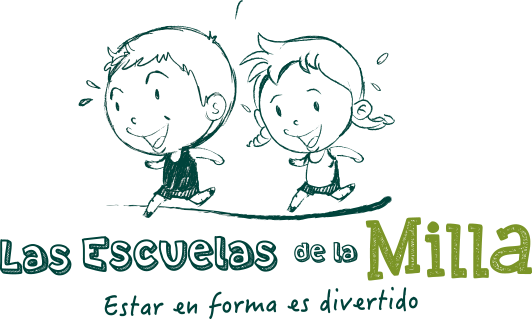 Las Escuelas de la Milla
Estar en forma es divertido